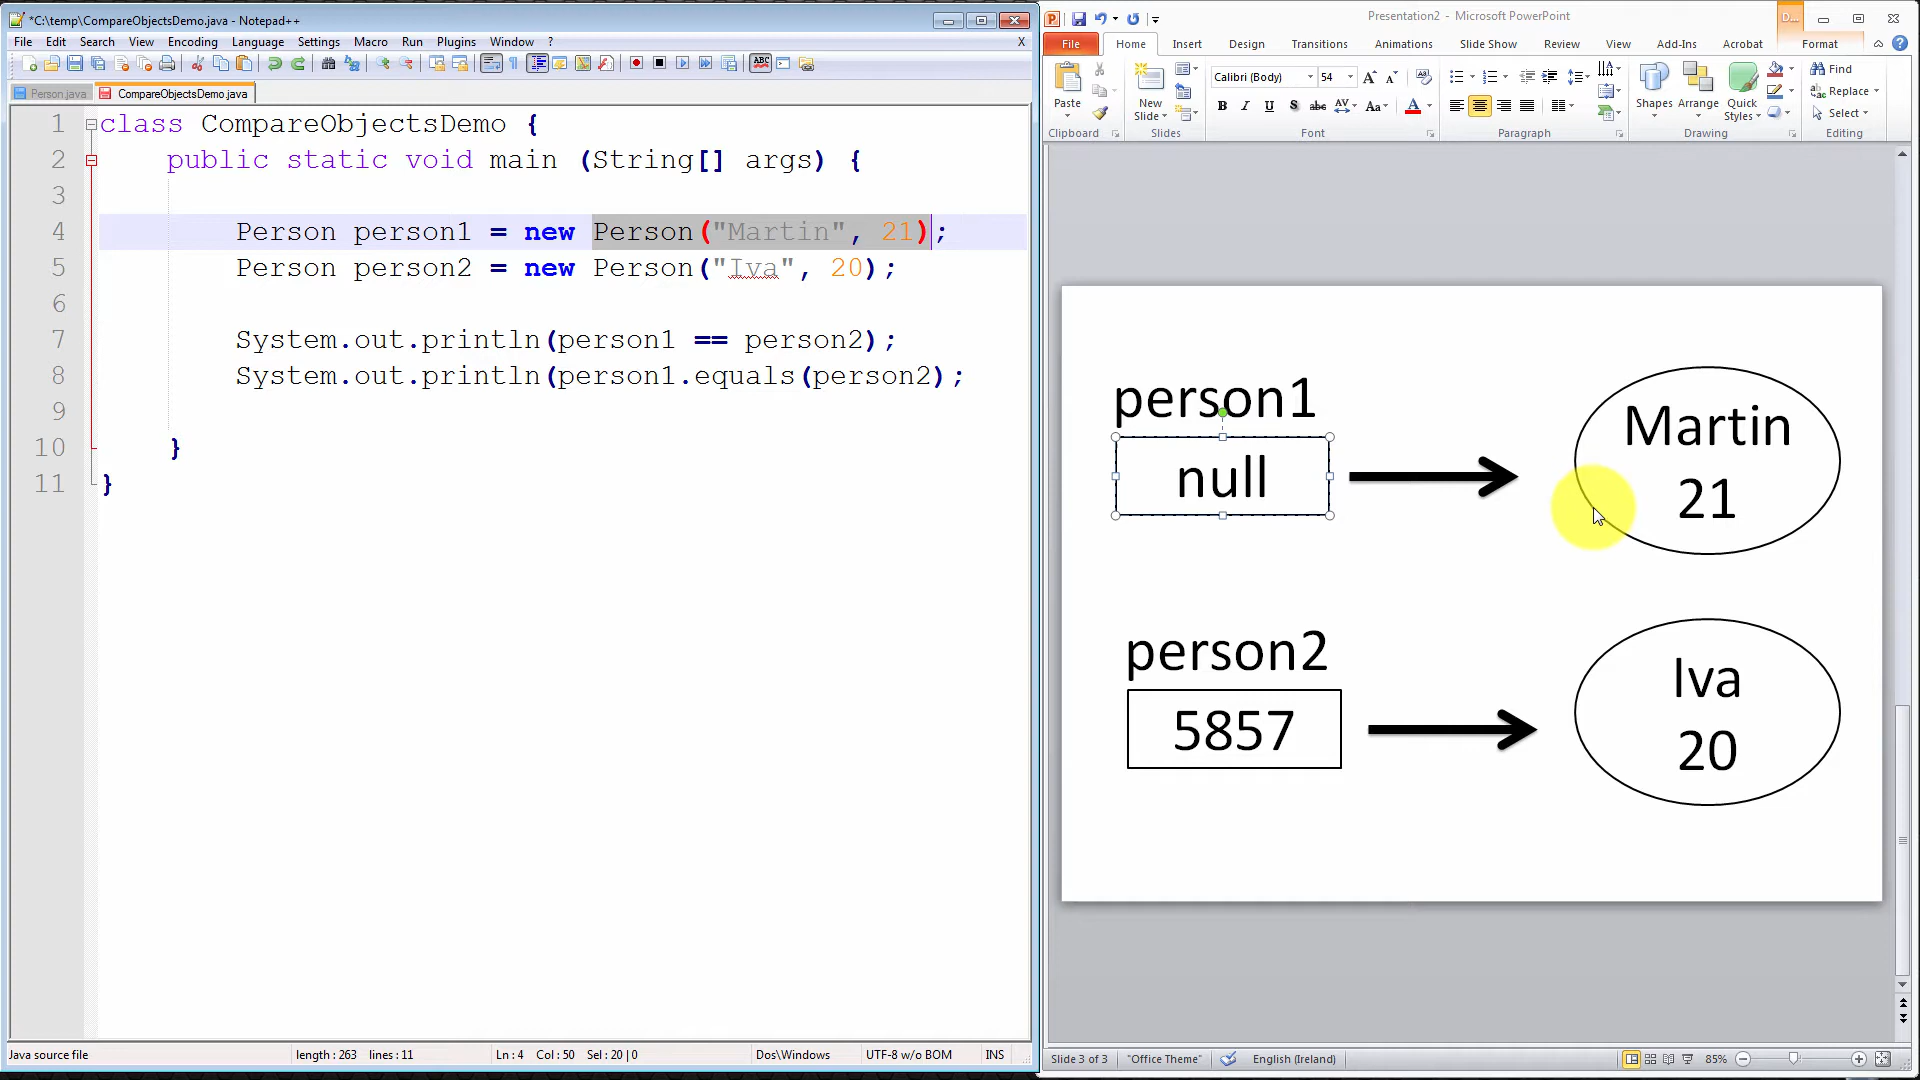 *C:\temp\CompareObjectsDemo.java - Notepad++
File Edit Search View Encoding Language Settings Macro Run Plugins Window ? X
ABC
Person.java CompareObjectsDemo.java
1 class CompareObjectsDemo {
2 public static void main (String[] args) {
3
4 Person person1 = new Person("Martin", 21);
5 Person person2 = new Person("Iva", 20);
6
7 System.out.println(person1 == person2);
8 System.out.println(person1.equals(person2);
9
10 }
11 }
Java source file length : 263 lines : 11 Ln : 4 Col : 50 Sel : 20 | 0 Dos\Windows UTF-8 w/o BOM INS
Presentation2 - Microsoft PowerPoint D...
File Home Insert Design Transitions Animations Slide Show Review View Add-Ins Acrobat Format
Calibri (Body) 54
Paste New Slide Shapes Arrange Quick Styles
B I U S abc AV Aa A
Find
Replace
Select
Clipboard Slides Font Paragraph Drawing Editing
person1
null
Martin
21
person2
5857
Iva
20
Slide 3 of 3 "Office Theme" English (Ireland) 85%